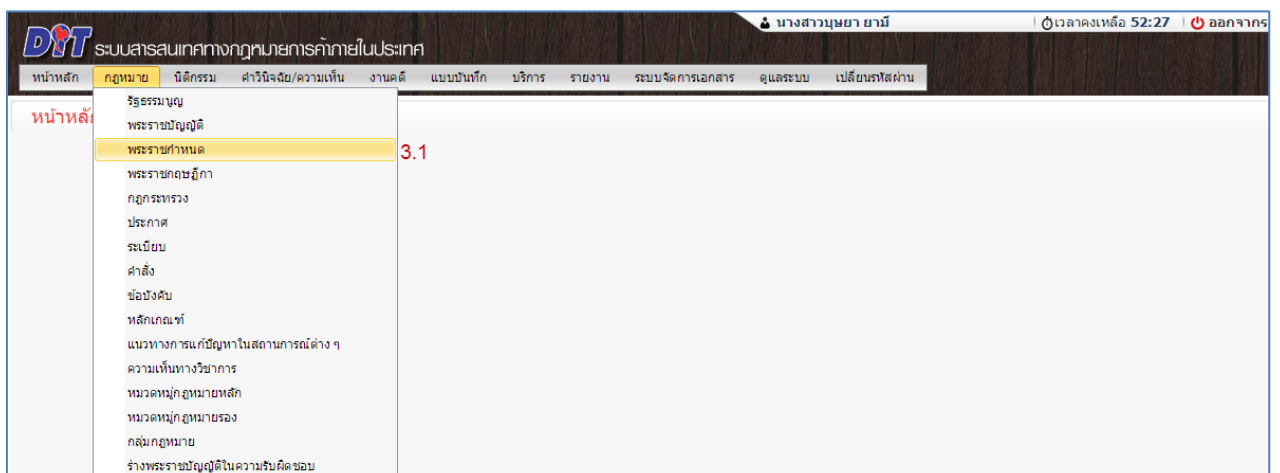 นางสาวบุษยา ยามี เวลาคงเหลือ 52:27 ออกจากร
DIT ระบบสารสนเทศทางกฎหมายการค้าภายในประเทศ
หน้าหลัก กฎหมาย นิติกรรม คำวินิจฉัย/ความเห็น งานคดี แบบบันทึก บริการ รายงาน ระบบจัดการเอกสาร ดูแลระบบ เปลี่ยนรหัสผ่าน
หน้าหลัก
รัฐธรรมนูญ
พระราชบัญญัติ
พระราชกำหนด 3.1
พระราชกฤษฎีกา
กฎกระทรวง
ประกาศ
ระเบียบ
คำสั่ง
ข้อบังคับ
หลักเกณฑ์
แนวทางการแก้ปัญหาในสถานการณ์ต่าง ๆ
ความเห็นทางวิชาการ
หมวดหมู่กฎหมายหลัก
หมวดหมู่กฎหมายรอง
กลุ่มกฎหมาย
ร่างพระราชบัญญัติในความรับผิดชอบ